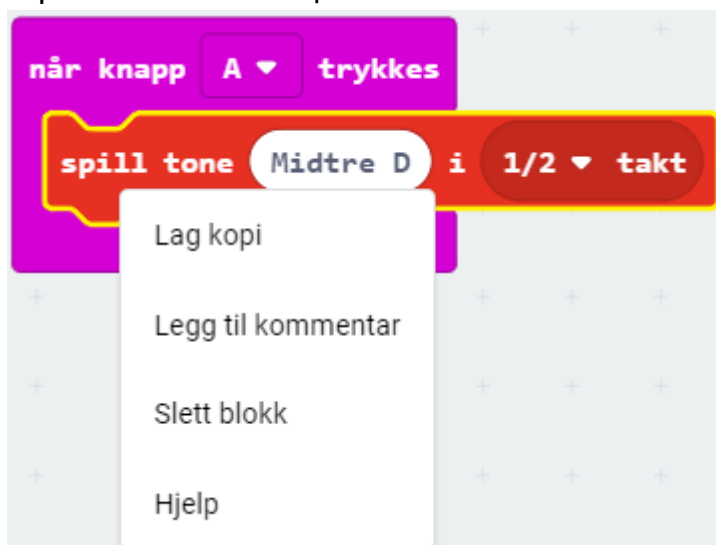 når knapp A trykkes
spill tone Midtre D i 1/2 takt
Lag kopi
Legg til kommentar
Slett blokk
Hjelp